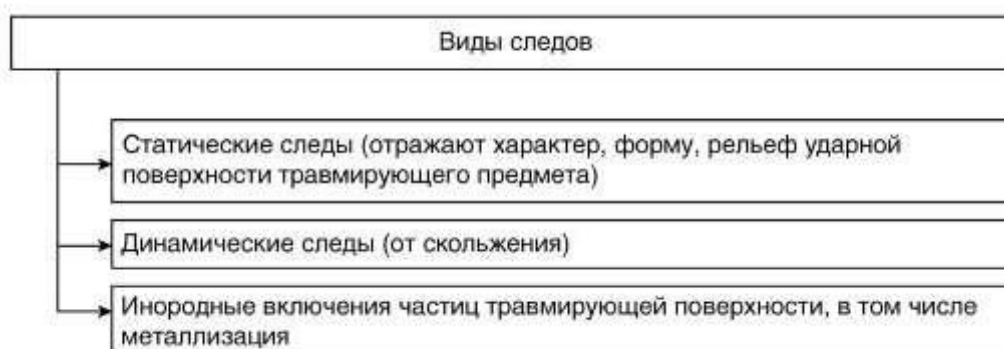 Виды следов
Статические следы (отражают характер, форму, рельеф ударной
поверхности травмирующего предмета)
Динамические следы (от скольжения)
Инородные включения частиц травмирующей поверхности, в том числе
металлизация